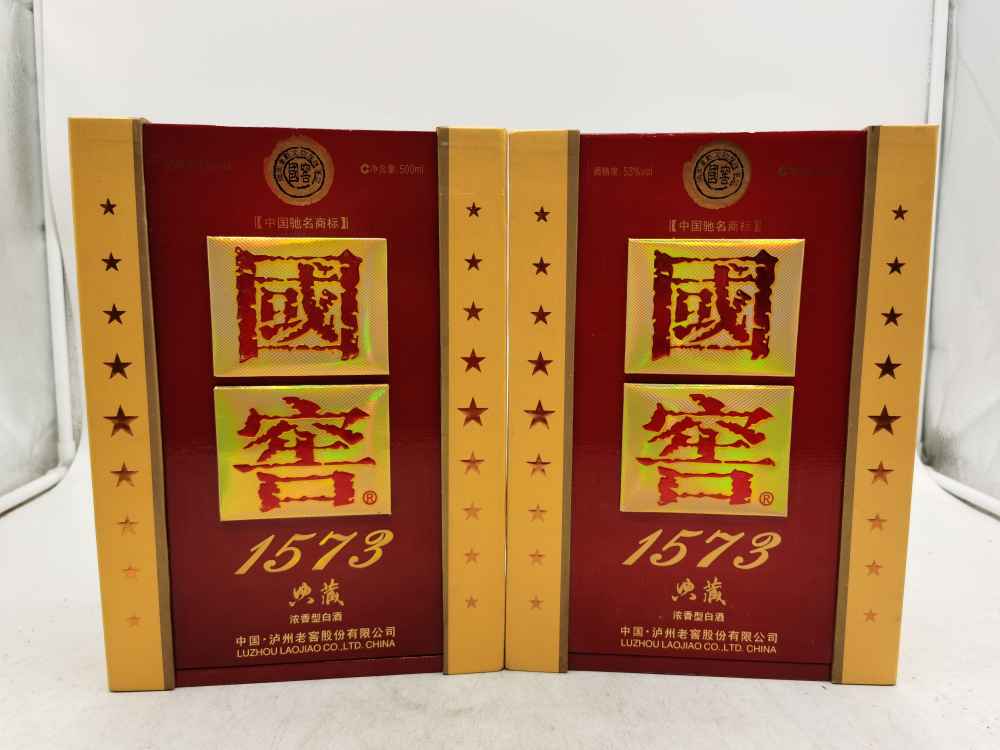 净含量:500ml
【中国驰名商标】
國
窖®
1573
典藏
浓香型白酒
中国·泸州老窖股份有限公司
LUZHOU LAOJIAO CO.,LTD. CHINA
酒精度:53%vol
【中国驰名商标】
國
窖®
1573
典藏
浓香型白酒
中国·泸州老窖股份有限公司
LUZHOU LAOJIAO CO.,LTD. CHINA